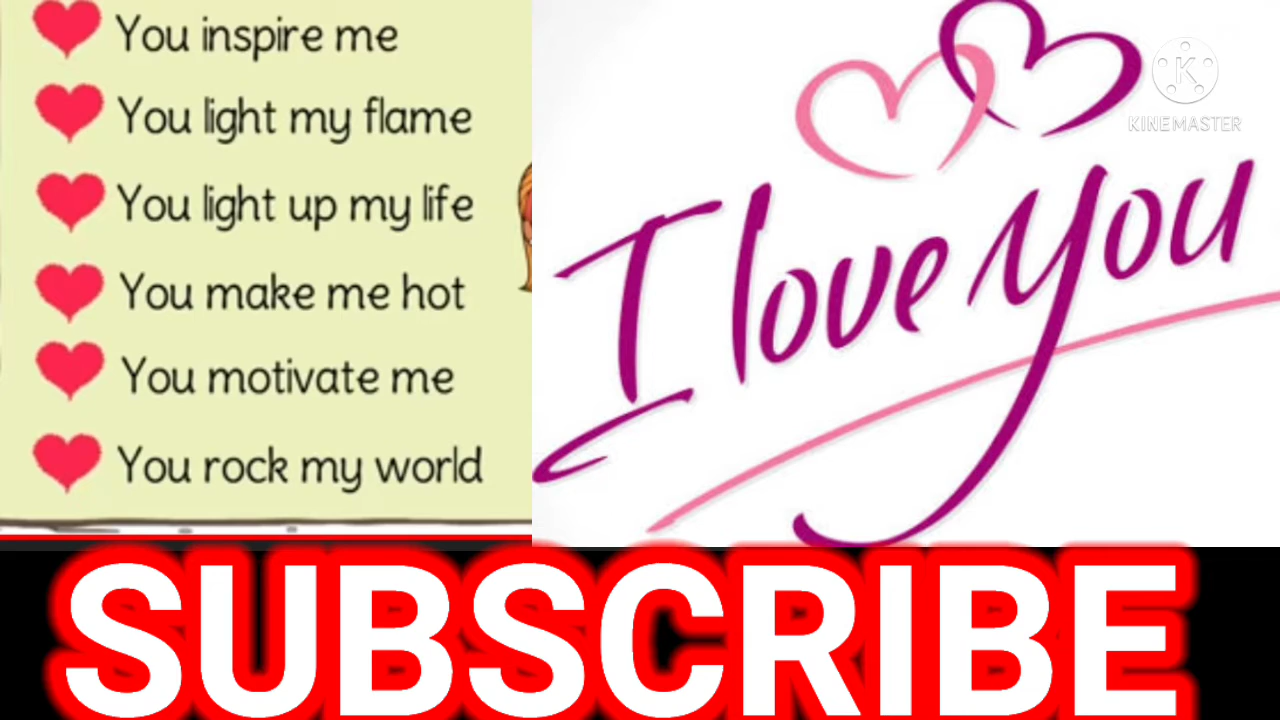 You inspire me
You light my flame
You light up my life
You make me hot
You motivate me
You rock my world
I love you
K
KINEMASTER
SUBSCRIBE